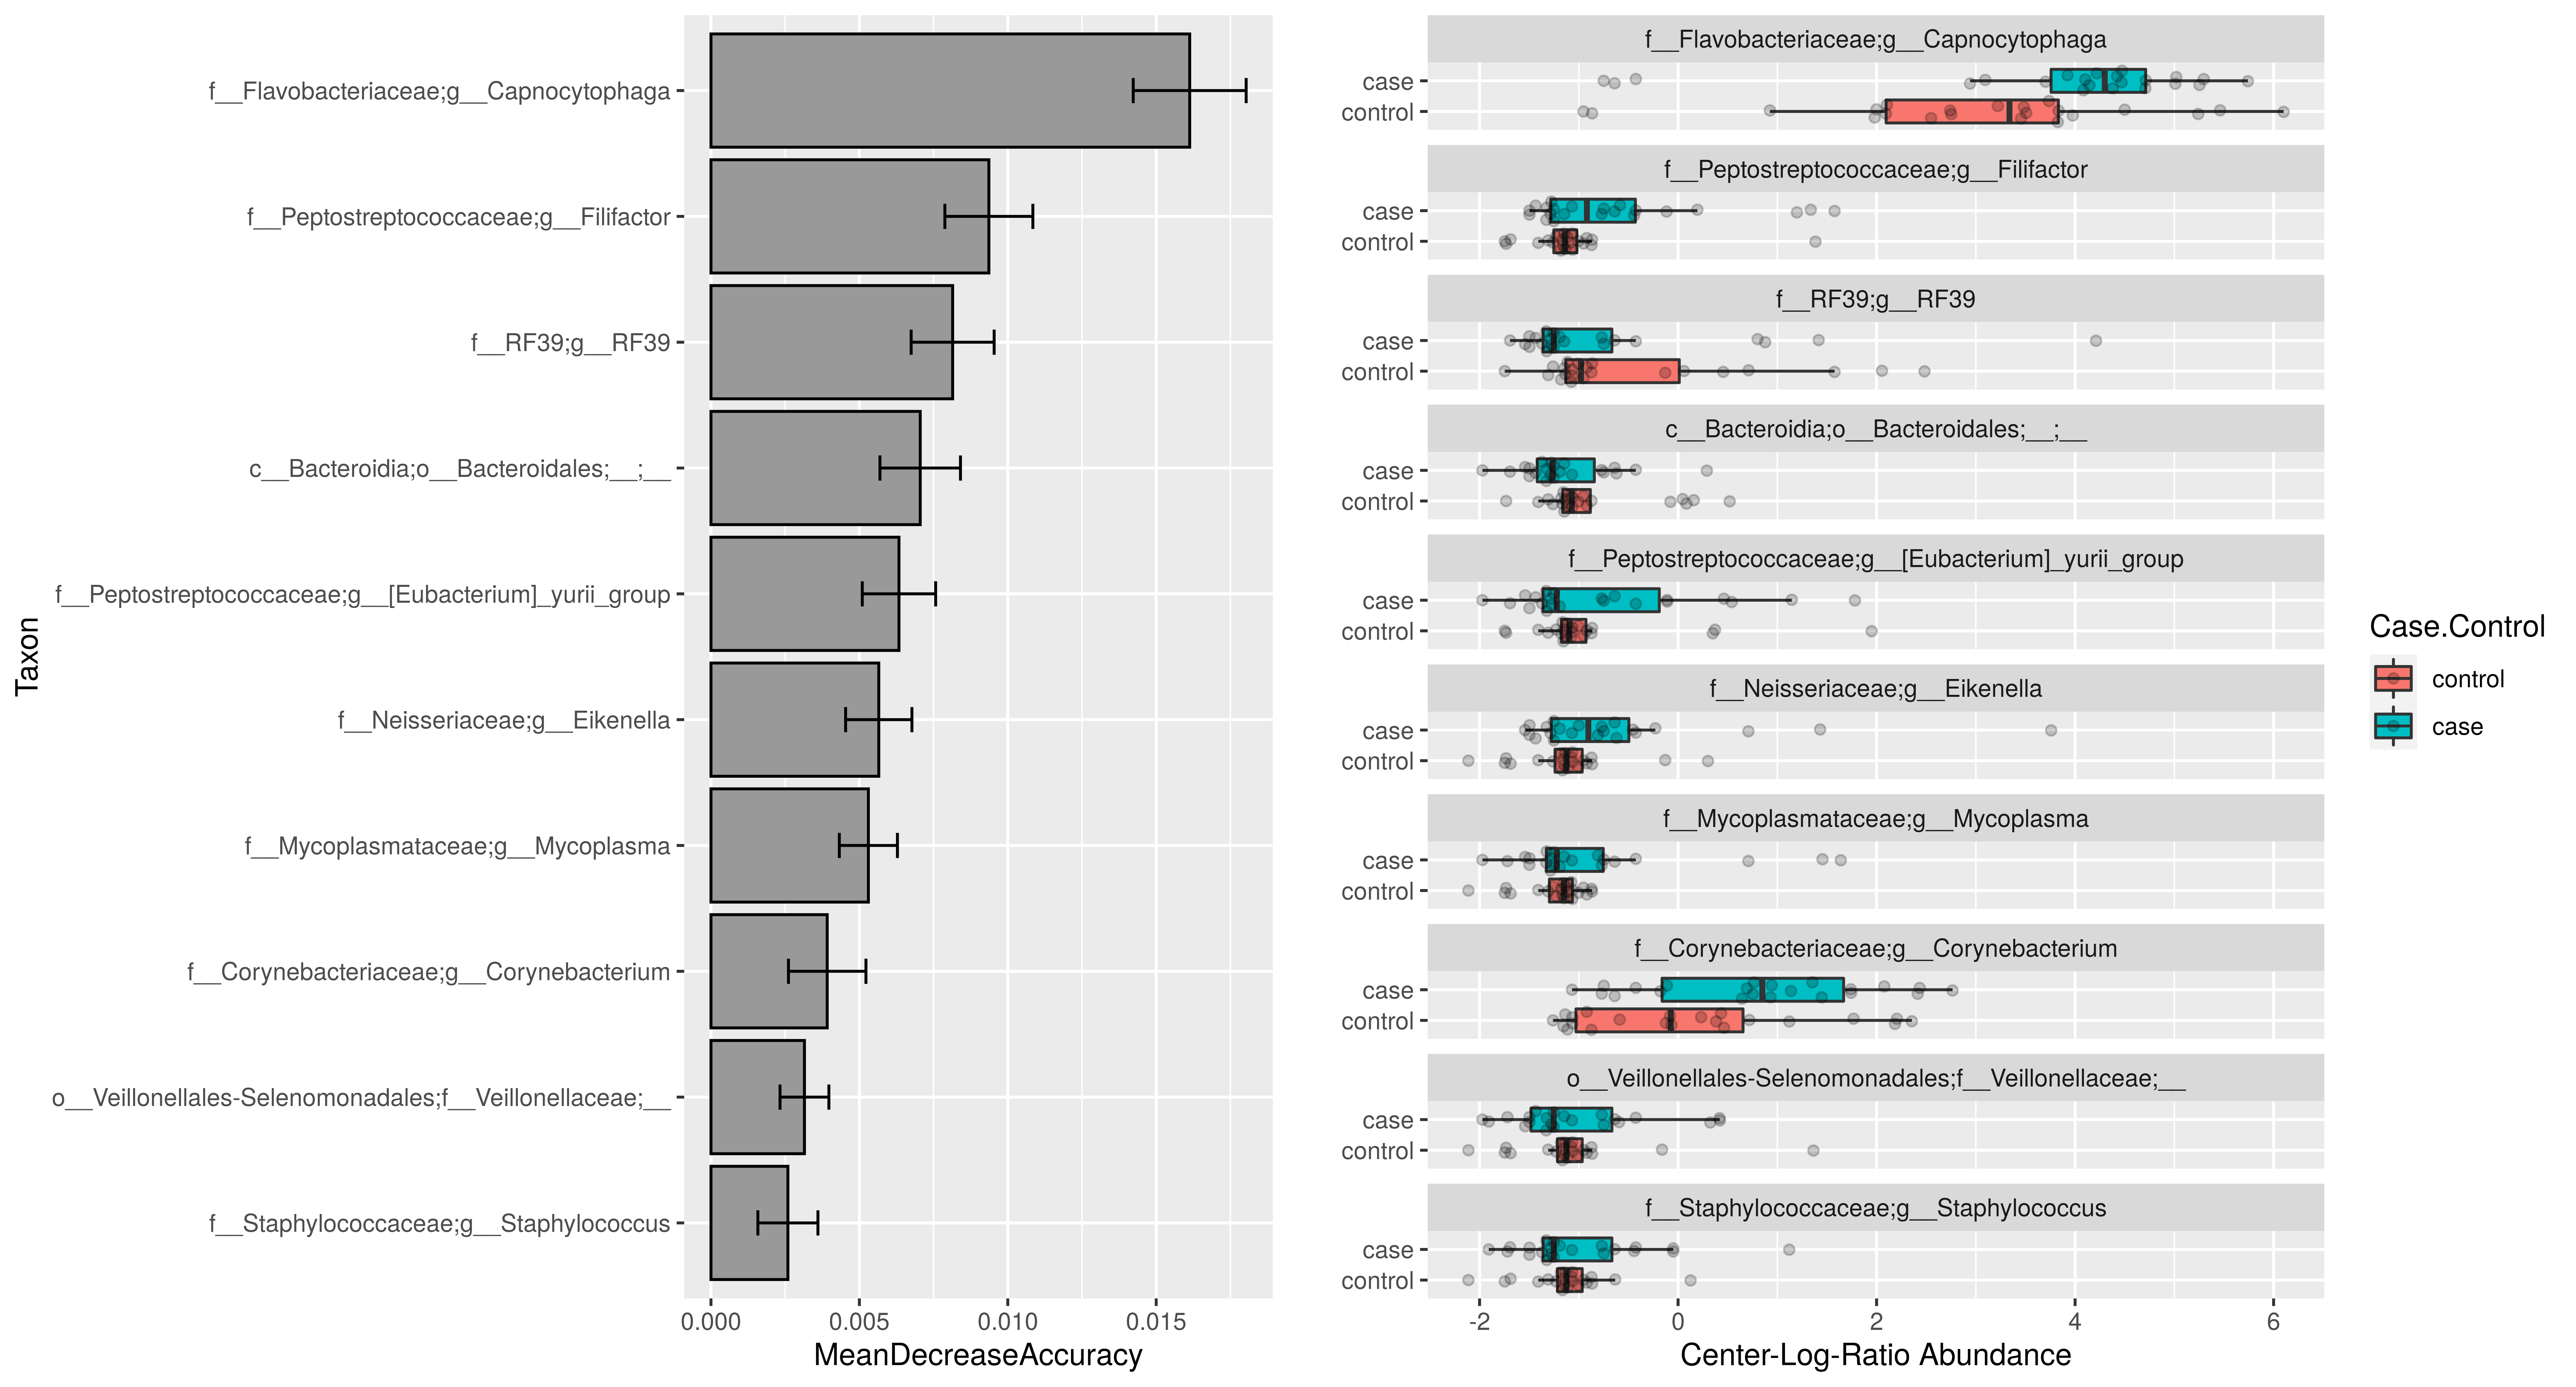 Taxon
f__Flavobacteriaceae;g__Capnocytophaga
f__Peptostreptococcaceae;g__Filifactor
f__RF39;g__RF39
c__Bacteroidia;o__Bacteroidales;__;__
f__Peptostreptococcaceae;g__[Eubacterium]_yurii_group
f__Neisseriaceae;g__Eikenella
f__Mycoplasmataceae;g__Mycoplasma
f__Corynebacteriaceae;g__Corynebacterium
o__Veillonellales-Selenomonadales;f__Veillonellaceae;__
f__Staphylococcaceae;g__Staphylococcus
0.000 0.005 0.010 0.015
MeanDecreaseAccuracy
f__Flavobacteriaceae;g__Capnocytophaga
case
control
f__Peptostreptococcaceae;g__Filifactor
case
control
f__RF39;g__RF39
case
control
c__Bacteroidia;o__Bacteroidales;__;__
case
control
f__Peptostreptococcaceae;g__[Eubacterium]_yurii_group
case
control
f__Neisseriaceae;g__Eikenella
case
control
f__Mycoplasmataceae;g__Mycoplasma
case
control
f__Corynebacteriaceae;g__Corynebacterium
case
control
o__Veillonellales-Selenomonadales;f__Veillonellaceae;__
case
control
f__Staphylococcaceae;g__Staphylococcus
case
control
-2 0 2 4 6
Center-Log-Ratio Abundance
Case.Control
control
case